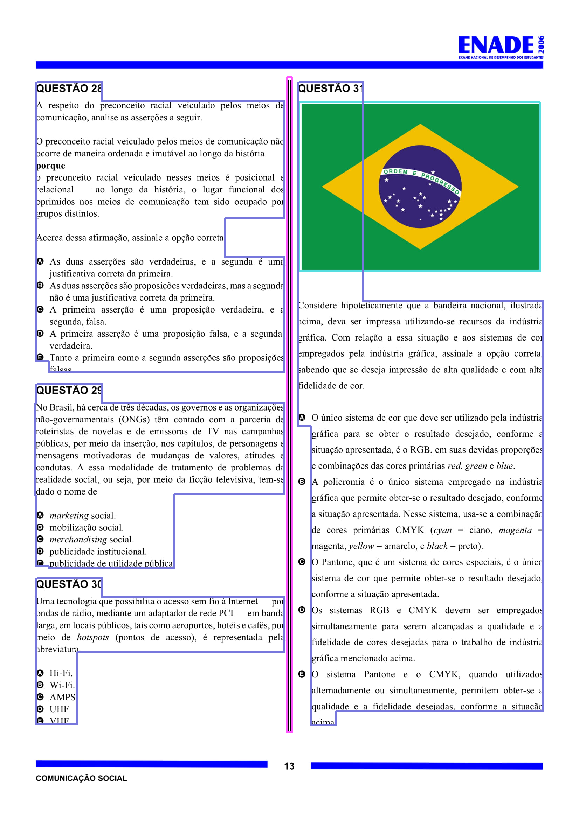 ENADE 2006
EXAME NACIONAL DE DESEMPENHO DOS ESTUDANTES
QUESTÃO 28
A respeito do preconceito racial veiculado pelos meios de
comunicação, analise as asserções a seguir.
O preconceito racial veiculado pelos meios de comunicação não
ocorre de maneira ordenada e imutável ao longo da história
porque
o preconceito racial veiculado nesses meios é posicional e
relacional — ao longo da história, o lugar funcional dos
oprimidos nos meios de comunicação tem sido ocupado por
grupos distintos.
Acerca dessa afirmação, assinale a opção correta.
A As duas asserções são verdadeiras, e a segunda é uma
justificativa correta da primeira.
B As duas asserções são proposições verdadeiras, mas a segunda
não é uma justificativa correta da primeira.
C A primeira asserção é uma proposição verdadeira, e a
segunda, falsa.
D A primeira asserção é uma proposição falsa, e a segunda,
verdadeira.
E Tanto a primeira como a segunda asserções são proposições
falsas.
QUESTÃO 29
No Brasil, há cerca de três décadas, os governos e as organizações
não-governamentais (ONGs) têm contado com a parceria de
roteiristas de novelas e de emissoras de TV nas campanhas
públicas, por meio da inserção, nos capítulos, de personagens e
mensagens motivadoras de mudanças de valores, atitudes e
condutas. A essa modalidade de tratamento de problemas da
realidade social, ou seja, por meio da ficção televisiva, tem-se
dado o nome de
A marketing social.
B mobilização social.
C merchandising social.
D publicidade institucional.
E publicidade de utilidade pública.
QUESTÃO 30
Uma tecnologia que possibilita o acesso sem fio à Internet — por
ondas de rádio, mediante um adaptador de rede PCI — em banda
larga, em locais públicos, tais como aeroportos, hotéis e cafés, por
meio de hotspots (pontos de acesso), é representada pela
abreviatura
A Hi-Fi.
B Wi-Fi.
C AMPS.
D UHF.
E VHF.
QUESTÃO 31
ORDEM E PROGRESSO
Considere hipoteticamente que a bandeira nacional, ilustrada
acima, deva ser impressa utilizando-se recursos da indústria
gráfica. Com relação a essa situação e aos sistemas de cor
empregados pela indústria gráfica, assinale a opção correta,
sabendo que se deseja impressão de alta qualidade e com alta
fidelidade de cor.
A O único sistema de cor que deve ser utilizado pela indústria
gráfica para se obter o resultado desejado, conforme a
situação apresentada, é o RGB, em suas devidas proporções
e combinações das cores primárias red, green e blue.
B A policromia é o único sistema empregado na indústria
gráfica que permite obter-se o resultado desejado, conforme
a situação apresentada. Nesse sistema, usa-se a combinação
de cores primárias CMYK (cyan − ciano, magenta −
magenta, yellow − amarelo, e black − preto).
C O Pantone, que é um sistema de cores especiais, é o único
sistema de cor que permite obter-se o resultado desejado,
conforme a situação apresentada.
D Os sistemas RGB e CMYK devem ser empregados
simultaneamente para serem alcançadas a qualidade e a
fidelidade de cores desejadas para o trabalho de indústria
gráfica mencionado acima.
E O sistema Pantone e o CMYK, quando utilizados
alternadamente ou simultaneamente, permitem obter-se a
qualidade e a fidelidade desejadas, conforme a situação
acima.
13
COMUNICAÇÃO SOCIAL